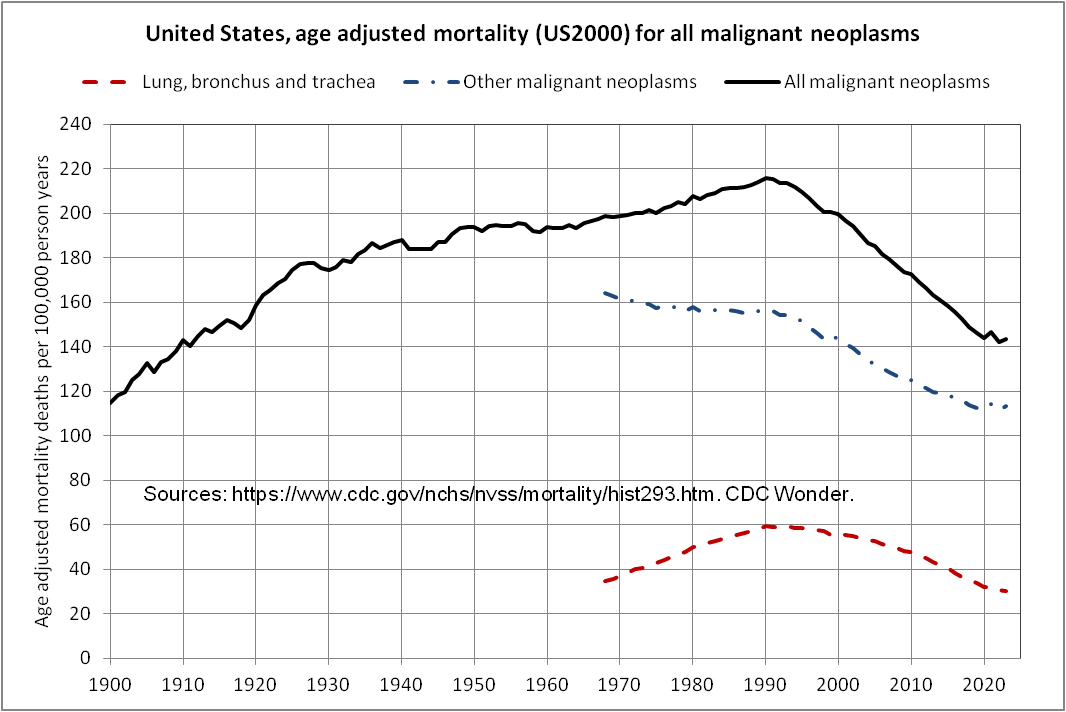 United States, age adjusted mortality (US2000) for all malignant neoplasms
Lung, bronchus and trachea Other malignant neoplasms All malignant neoplasms
Age adjusted mortality deaths per 100,000 person years
240
220
200
180
160
140
120
100
80
60
40
20
0
Sources: https://www.cdc.gov/nchs/nvss/mortality/hist293.htm. CDC Wonder.
1900 1910 1920 1930 1940 1950 1960 1970 1980 1990 2000 2010 2020